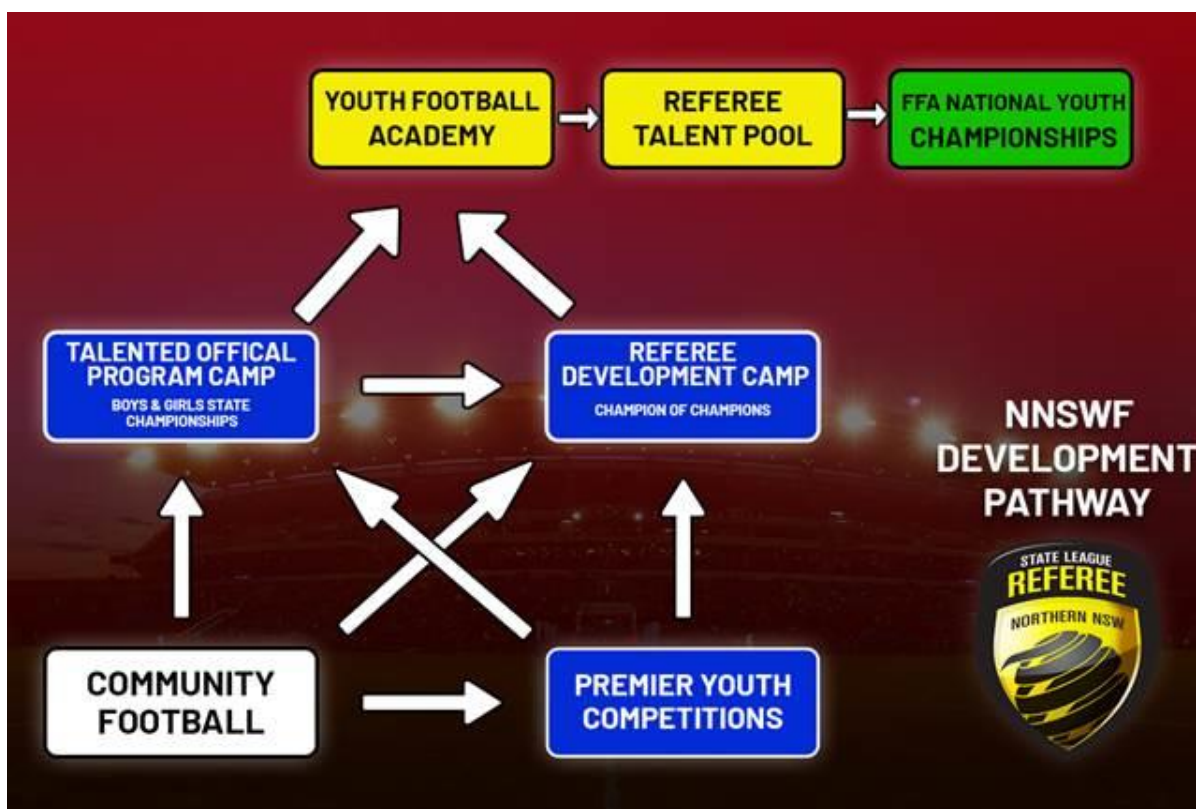 YOUTH FOOTBALL
ACADEMY
REFEREE
TALENT POOL
FFA NATIONAL YOUTH
CHAMPIONSHIPS
TALENTED OFFICAL
PROGRAM CAMP
BOYS & GIRLS STATE
CHAMPIONSHIPS
REFEREE
DEVELOPMENT CAMP
CHAMPION OF CHAMPIONS
NNSWF
DEVELOPMENT
PATHWAY
STATE LEAGUE
REFEREE
NORTHERN NSW
COMMUNITY
FOOTBALL
PREMIER YOUTH
COMPETITIONS